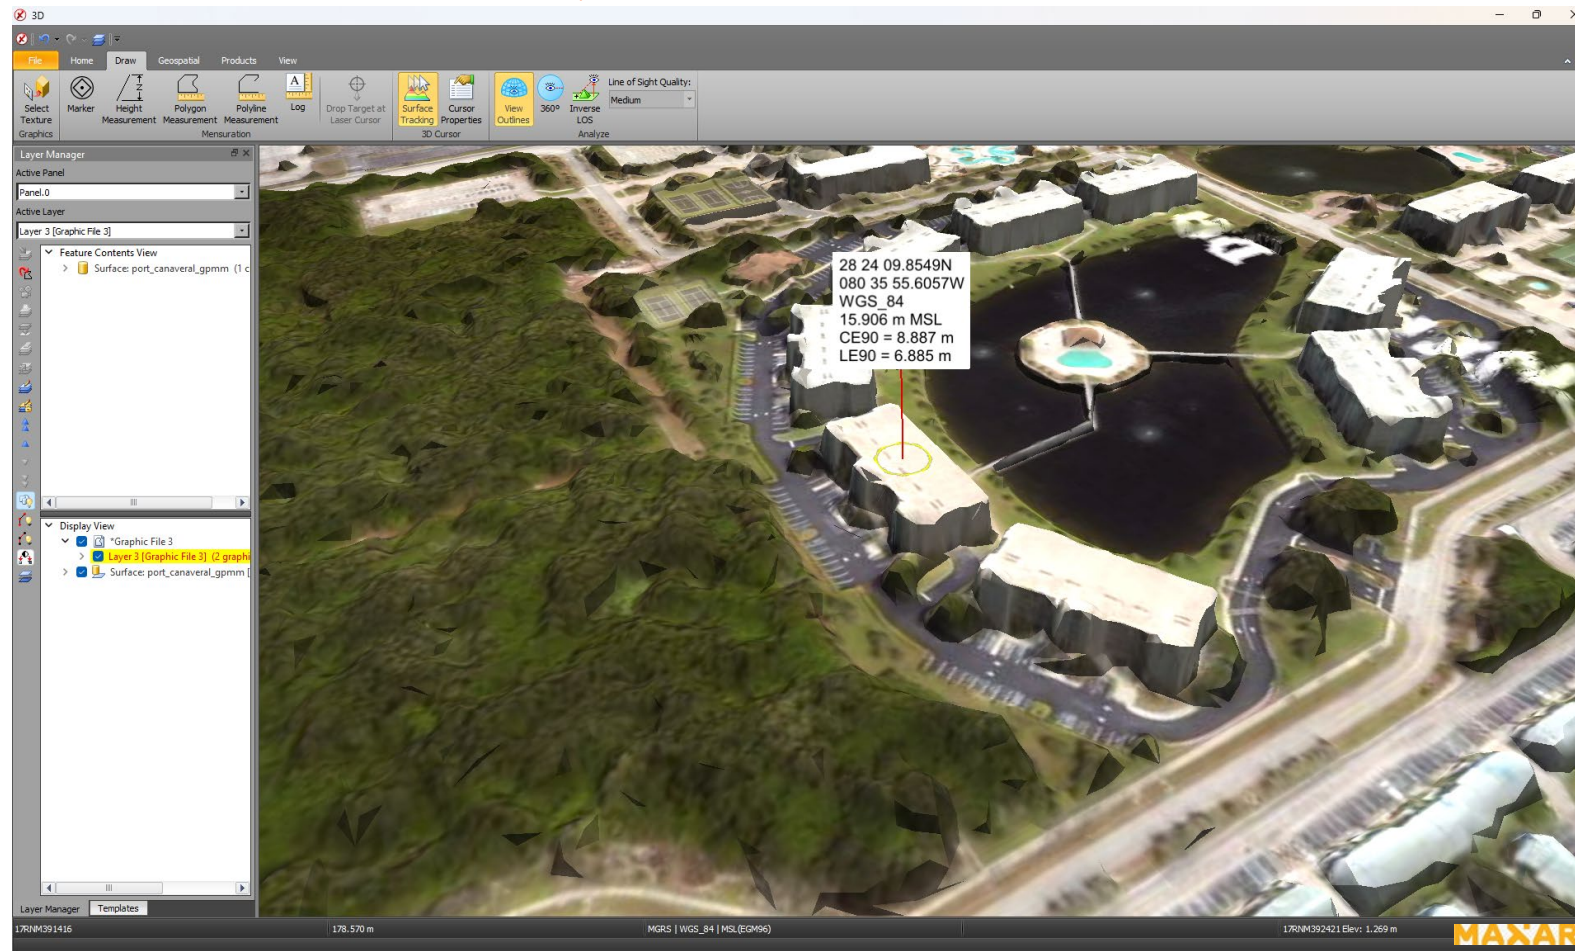 3D
File Home Draw Geospatial Products View
Select Texture
Marker
Height Measurement
Polygon Measurement
Polyline Measurement
Log
Drop Target at Laser Cursor
Surface Tracking
Cursor Properties
View Outlines
360º
Inverse LOS
Line of Sight Quality:
Medium
Graphics Mensuration 3D Cursor Analyze
Layer Manager
Active Panel
Panel.0
Active Layer
Layer 3 [Graphic File 3]
Feature Contents View
Surface: port_canaveral_gpmm (1 c
28 24 09.8549N
080 35 55.6057W
WGS_84
15.906 m MSL
CE90 = 8.887 m
LE90 = 6.885 m
Display View
*Graphic File 3
Layer 3 [Graphic File 3] (2 graphi
Surface: port_canaveral_gpmm [
Layer Manager Templates
17RNM391416 178.570 m MGRS | WGS_84 | MSL(EGM96) 17RNM392421 Elev: 1.269 m
MAXAR